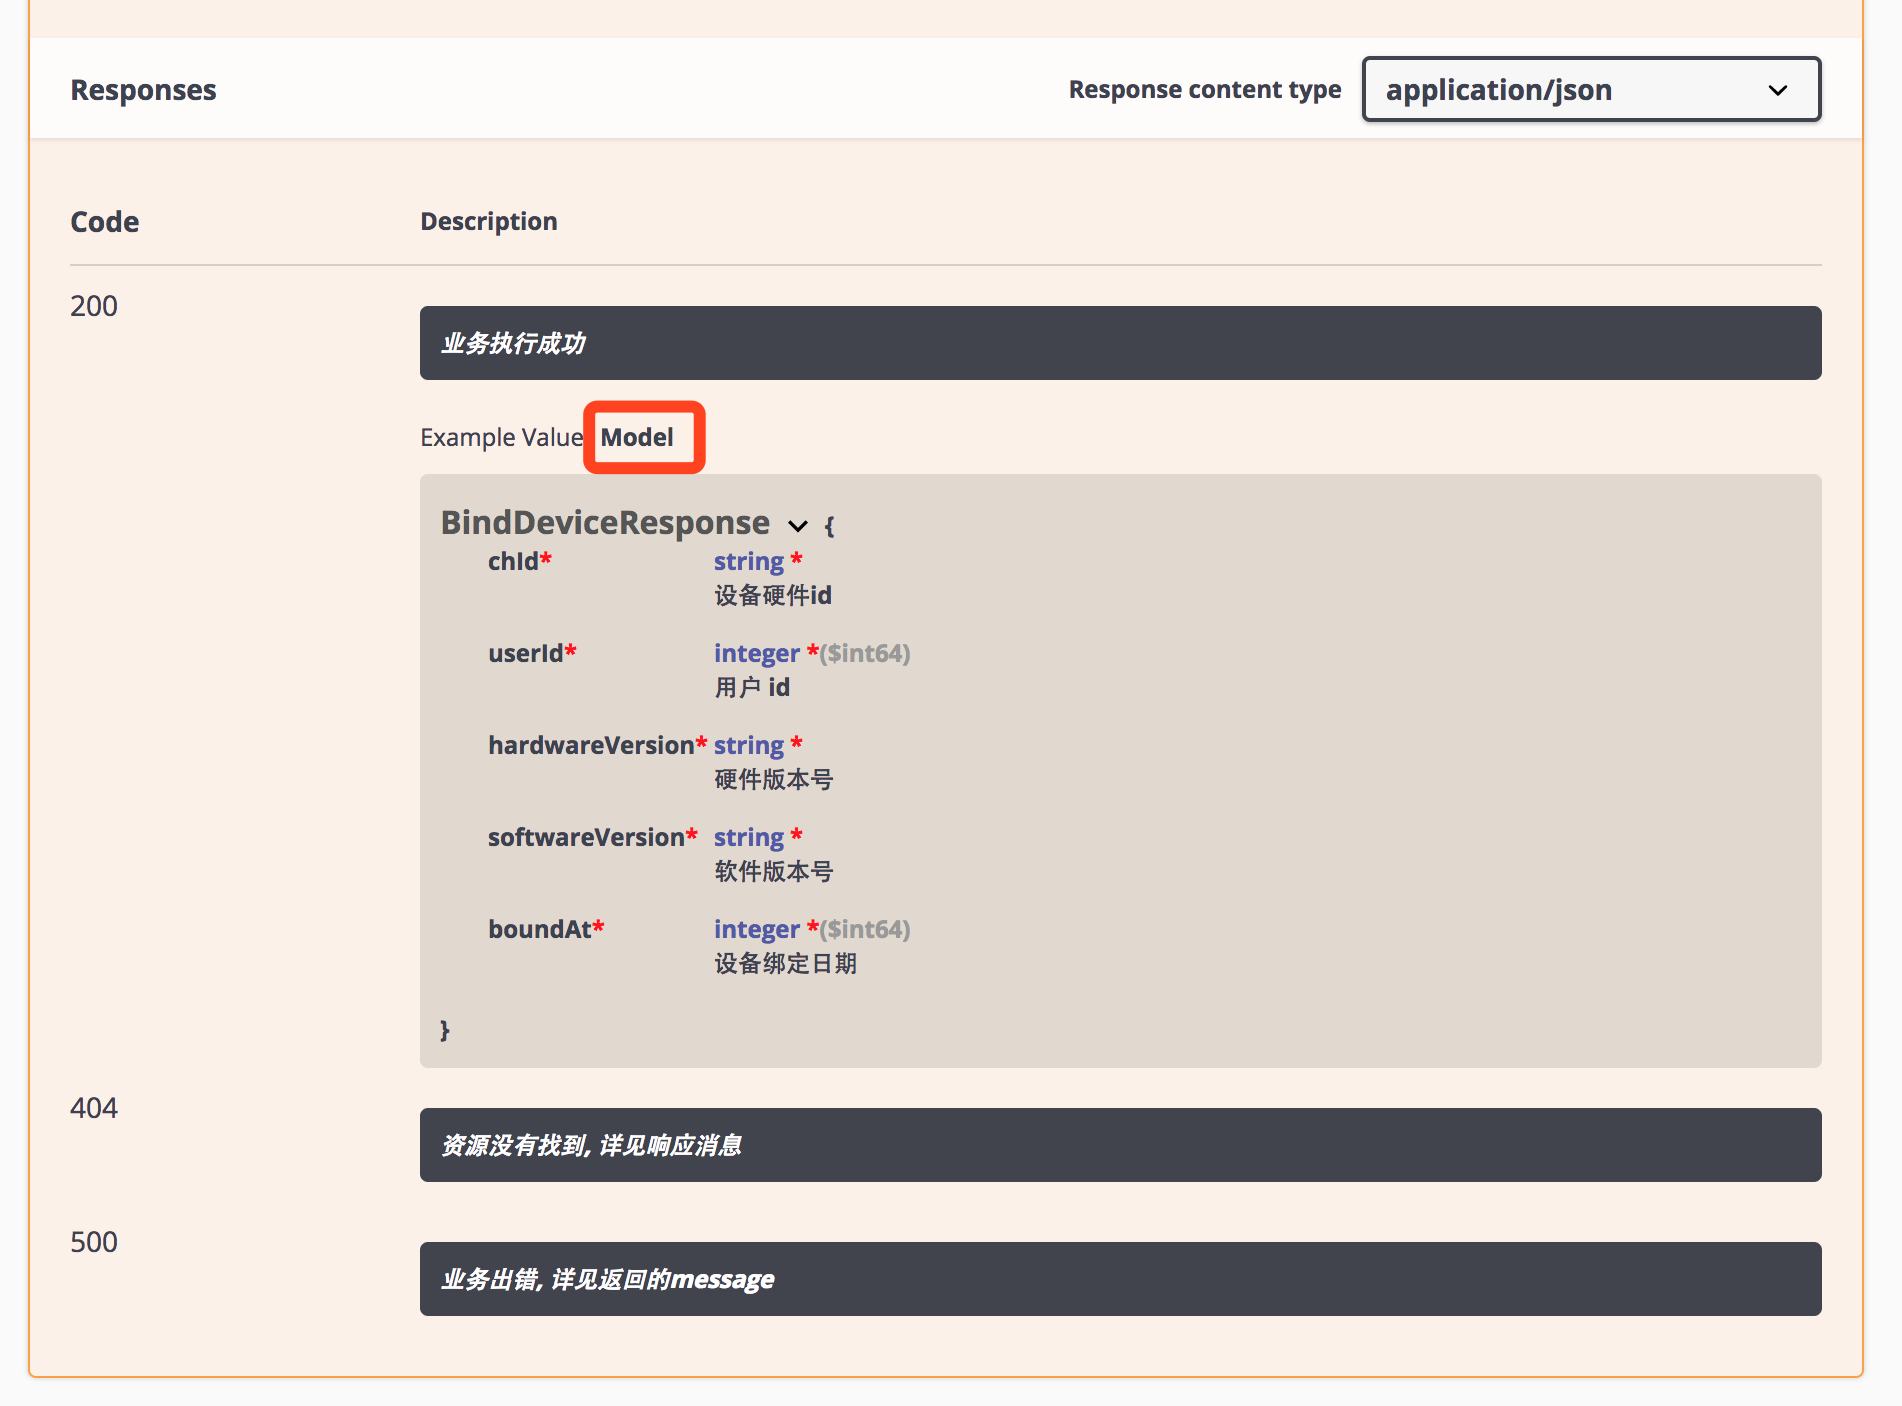 Responses
Response content type
application/json
Code
Description
200
业务执行成功
Example Value
Model
BindDeviceResponse {
chId*
string *
设备硬件id
userId*
integer *($int64)
用户 id
hardwareVersion*
string *
硬件版本号
softwareVersion*
string *
软件版本号
boundAt*
integer *($int64)
设备绑定日期
}
404
资源没有找到, 详见响应消息
500
业务出错, 详见返回的message